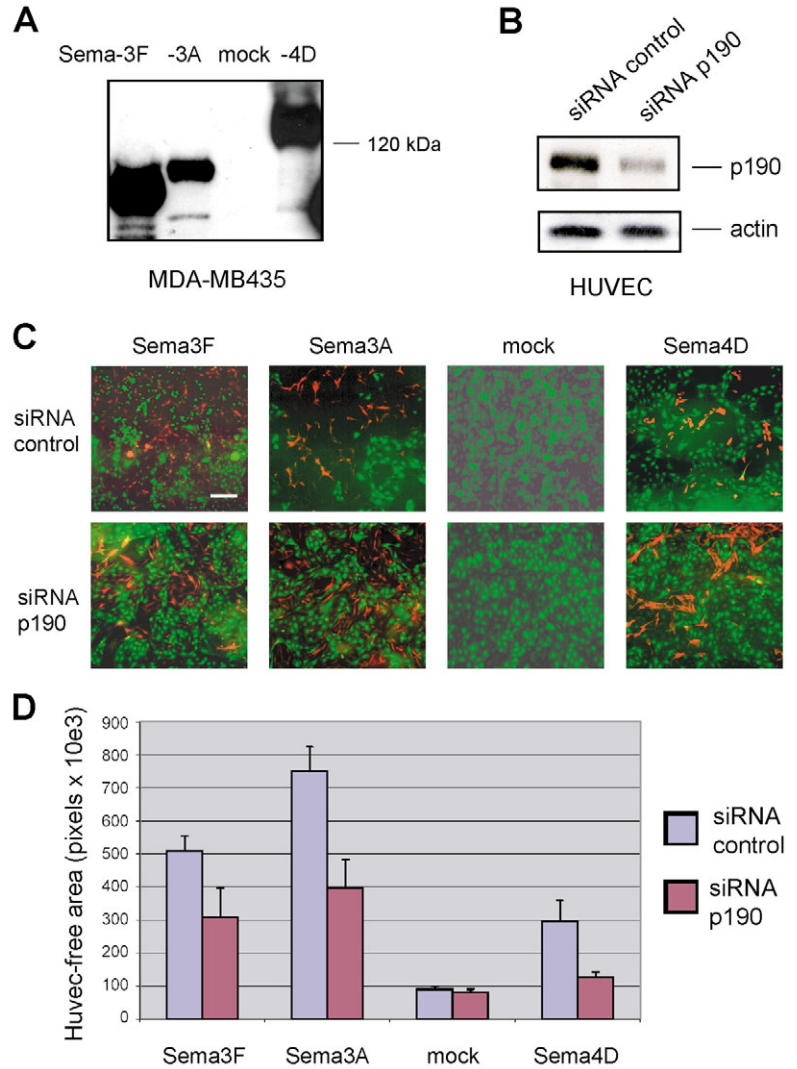 A
Sema-3F -3A mock -4D
120 kDa
MDA-MB435
B
siRNA control
siRNA p190
p190
actin
HUVEC
C
Sema3F Sema3A mock Sema4D
siRNA
control
siRNA
p190
D
Huvec-free area (pixels x 10e3)
900
800
700
600
500
400
300
200
100
0
Sema3F Sema3A mock Sema4D
siRNA
control
siRNA
p190